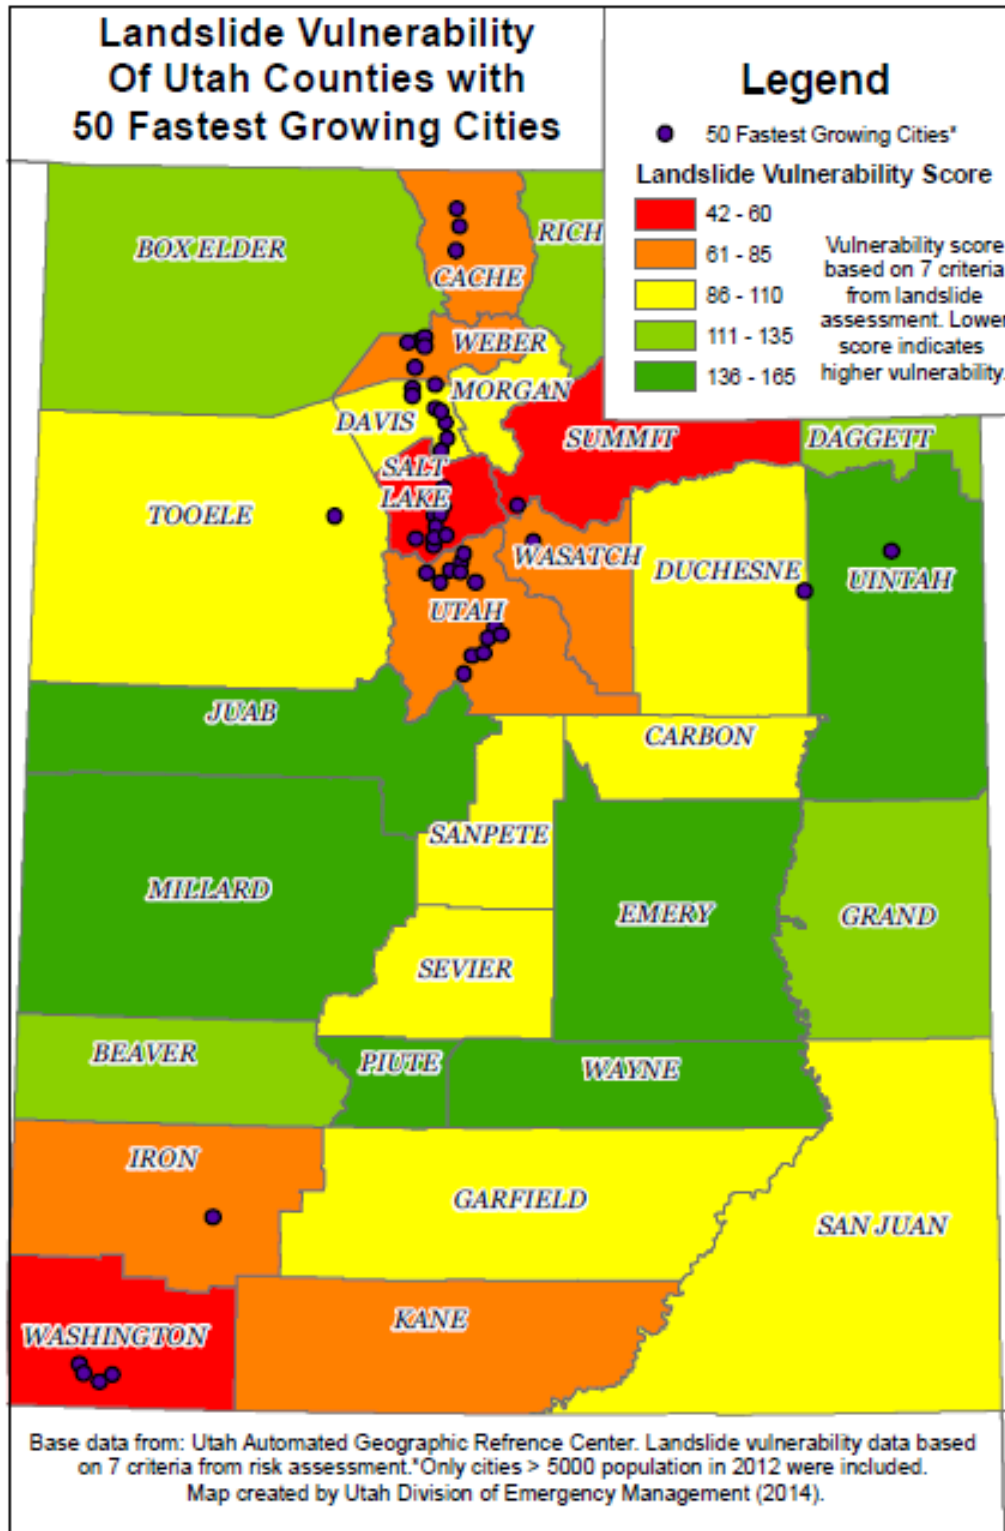 Landslide Vulnerability
Of Utah Counties with
50 Fastest Growing Cities
Legend
50 Fastest Growing Cities*
Landslide Vulnerability Score
42 - 60
61 - 85
86 - 110
111 - 135
136 - 165
Vulnerability score
based on 7 criteria
from landslide
assessment. Lower
score indicates
higher vulnerability.
BOX ELDER
RICH
CACHE
WEBER
MORGAN
DAVIS
SUMMIT
DAGGETT
SALT
LAKE
TOOELE
WASATCH
DUCHESNE
UINTAH
UTAH
JUAB
CARBON
SANPETE
MILLARD
EMERY
GRAND
SEVIER
BEAVER
PIUTE
WAYNE
IRON
GARFIELD
SAN JUAN
KANE
WASHINGTON
Base data from: Utah Automated Geographic Refrence Center. Landslide vulnerability data based
on 7 criteria from risk assessment.*Only cities > 5000 population in 2012 were included.
Map created by Utah Division of Emergency Management (2014).